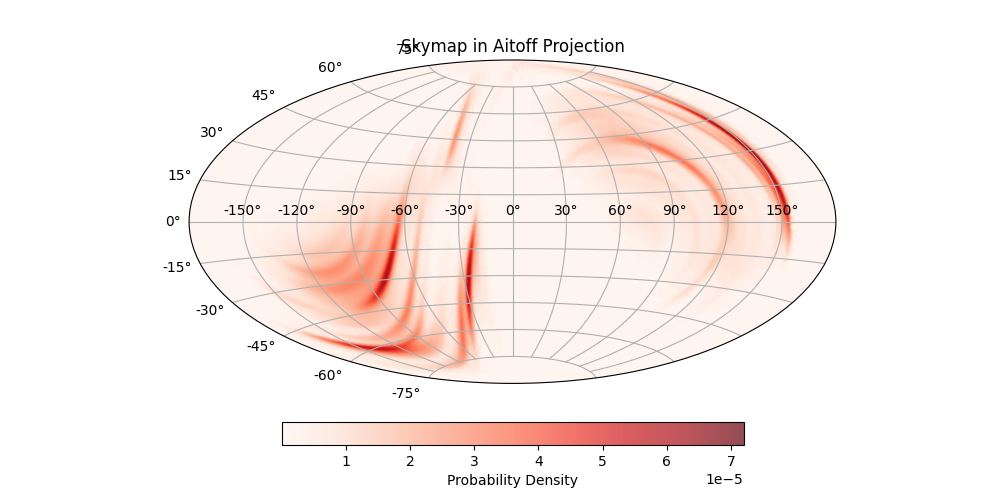 75°
Skymap in Aitoff Projection
60°
45°
30°
15°
-150° -120° -90° -60° -30° 0° 30° 60° 90° 120° 150°
0°
-15°
-30°
-45°
-60°
-75°
1 2 3 4 5 6 7
1e−5
Probability Density